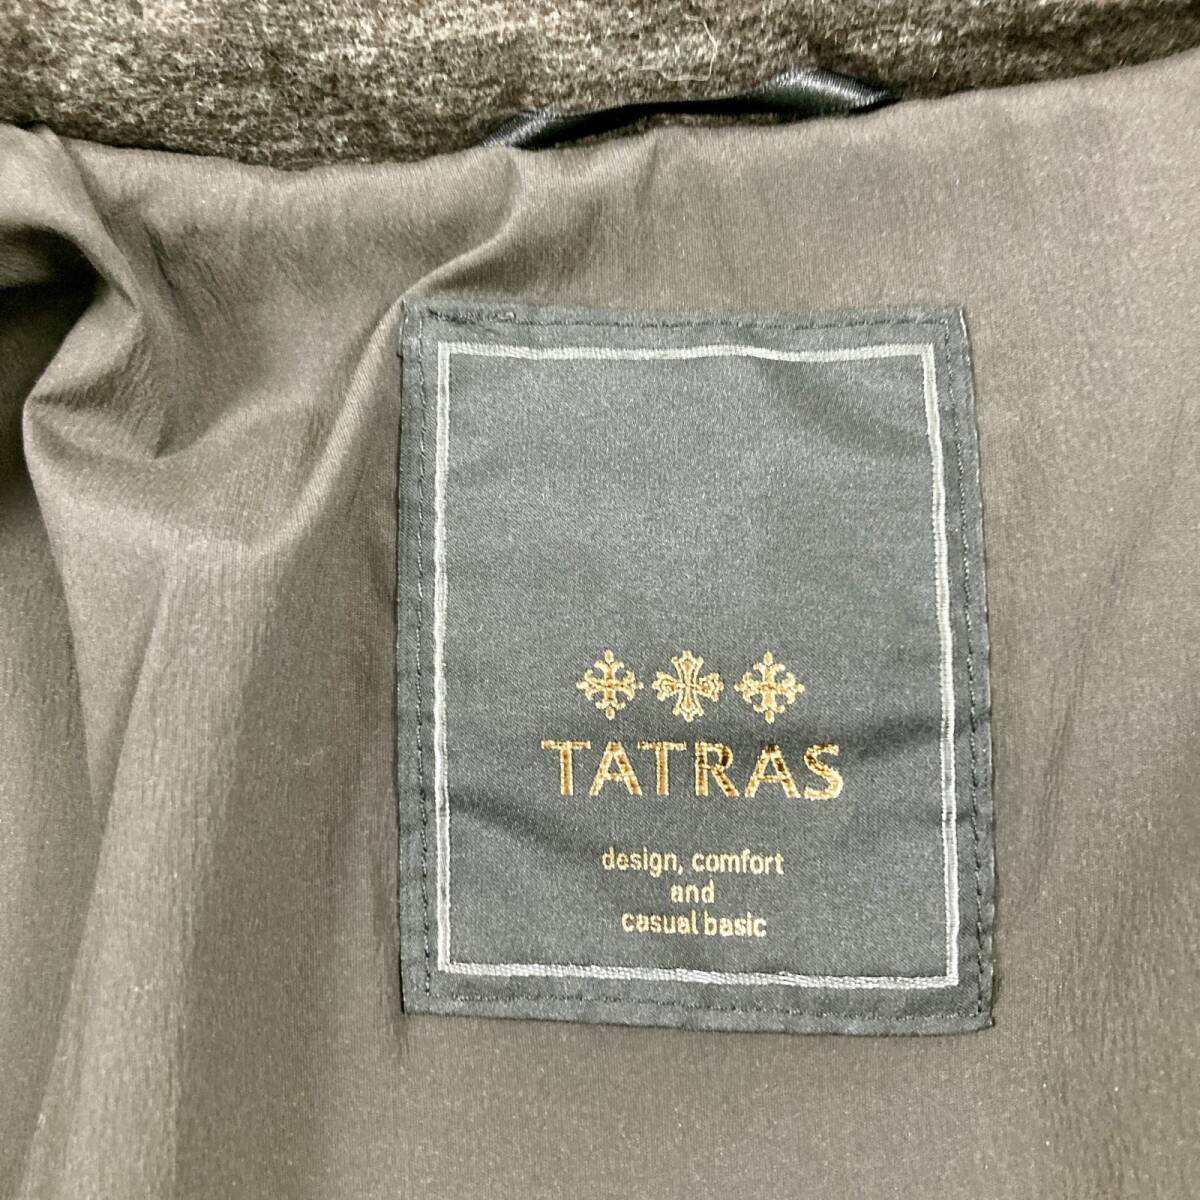 TATRAS
design, comfort
and
casual basic